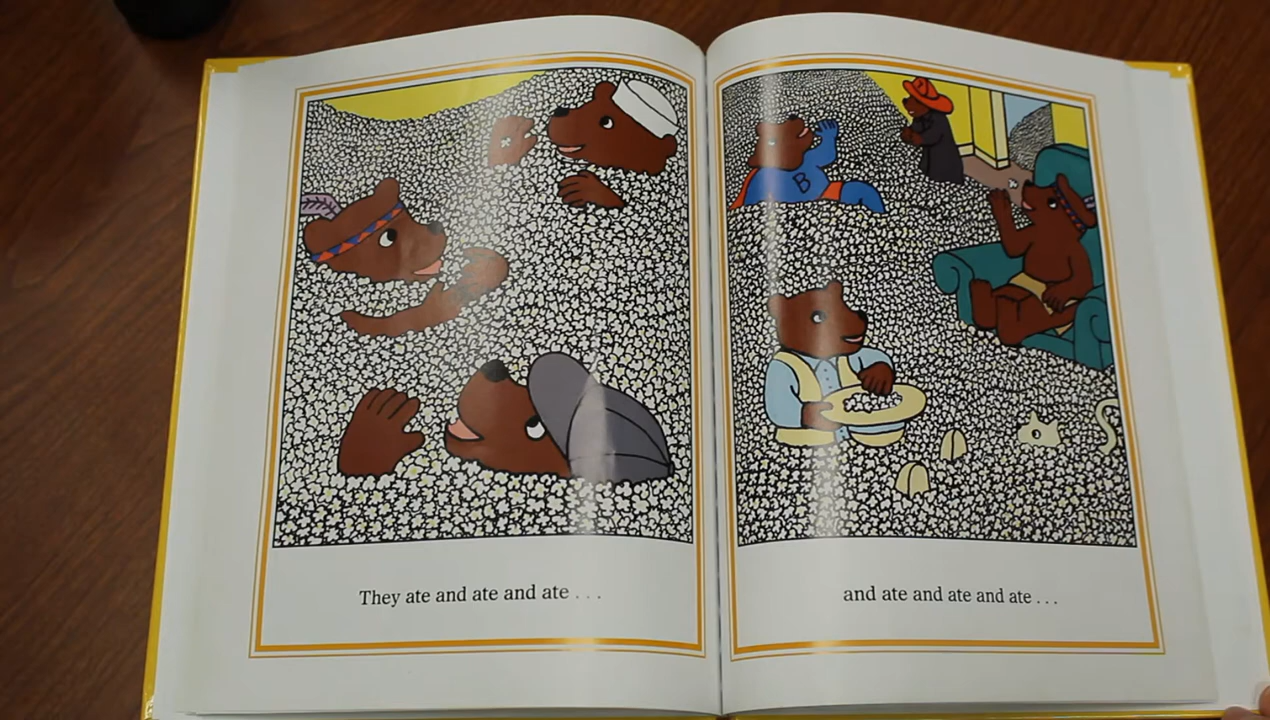 B
They ate and ate and ate . . .
and ate and ate and ate . . .